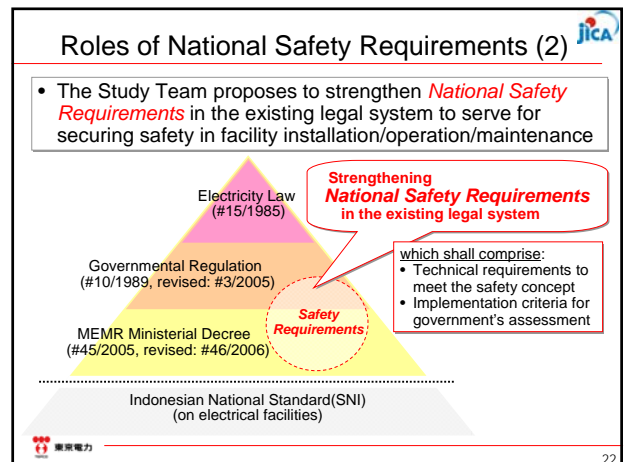 Roles of National Safety Requirements (2)
jicA
• The Study Team proposes to strengthen National Safety
Requirements in the existing legal system to serve for
securing safety in facility installation/operation/maintenance
Electricity Law
(#15/1985)
Strengthening
National Safety Requirements
in the existing legal system
Governmental Regulation
(#10/1989, revised: #3/2005)
which shall comprise:
• Technical requirements to
meet the safety concept
• Implementation criteria for
government's assessment
Safety
Requirements
MEMR Ministerial Decree
(#45/2005, revised: #46/2006)
Indonesian National Standard(SNI)
(on electrical facilities)
TEPCO
東京電力
22